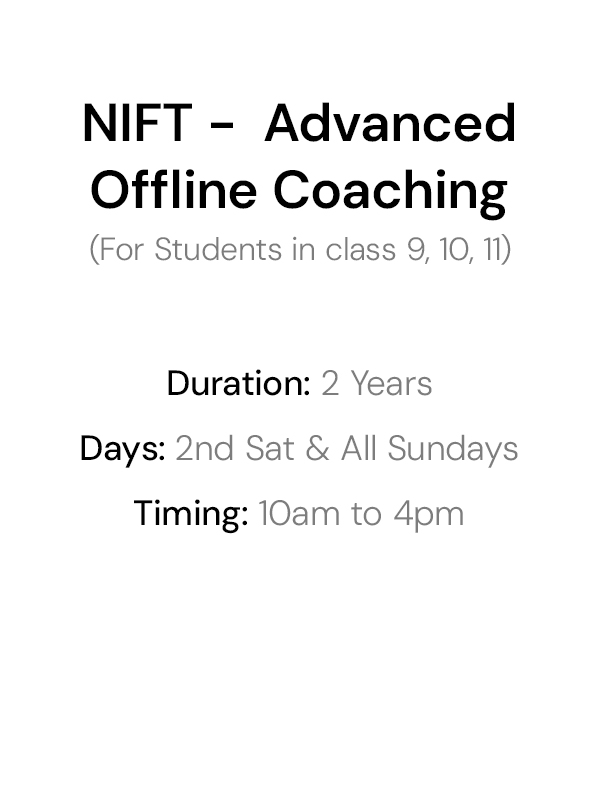 NIFT - Advanced
Offline Coaching
(For Students in class 9, 10, 11)
Duration: 2 Years
Days: 2nd Sat & All Sundays
Timing: 10am to 4pm